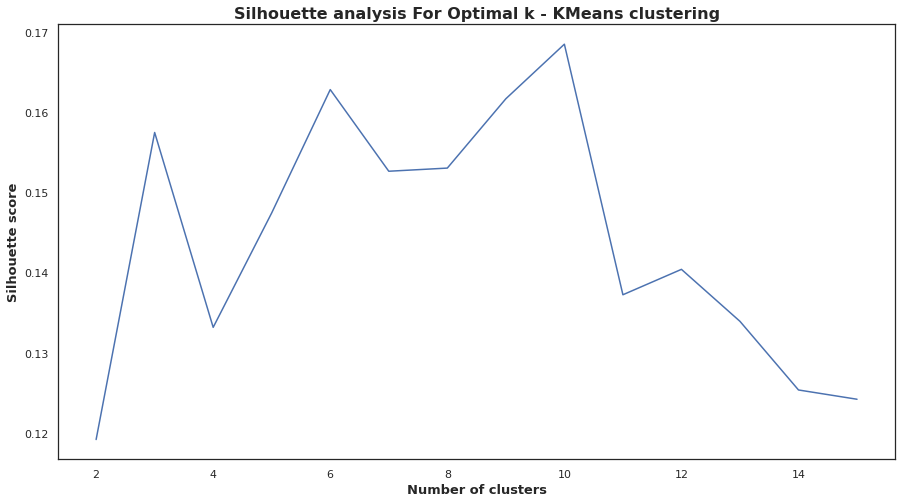 Silhouette analysis For Optimal k - KMeans clustering
0.17
0.16
0.15
0.14
0.13
0.12
Silhouette score
2 4 6 8 10 12 14
Number of clusters